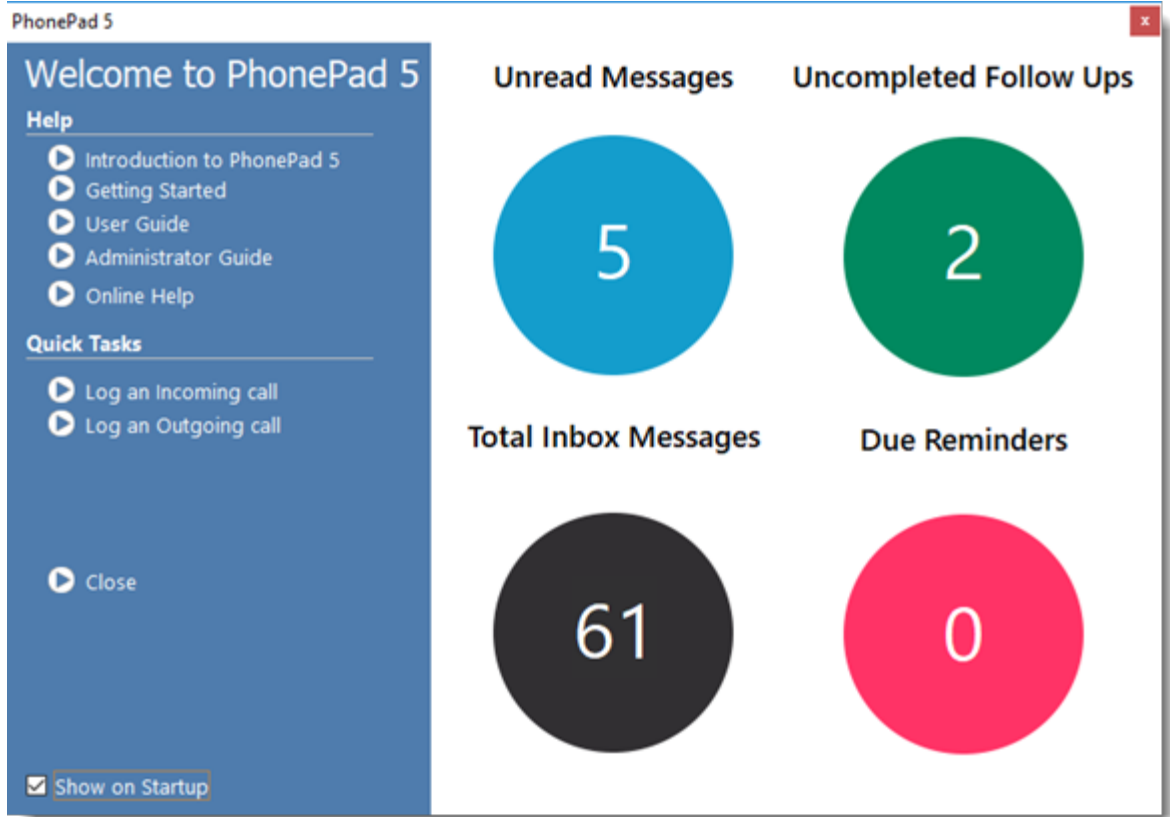 PhonePad 5
x
Welcome to PhonePad 5
Help
Introduction to PhonePad 5
Getting Started
User Guide
Administrator Guide
Online Help
Quick Tasks
Log an Incoming call
Log an Outgoing call
Close
Show on Startup
Unread Messages
5
Uncompleted Follow Ups
2
Total Inbox Messages
61
Due Reminders
0